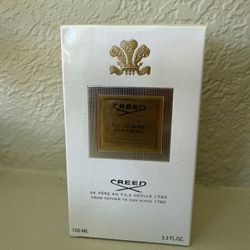 CREED
IMPERIAL
CREED
DE PÈRE EN FILS DEPUIS 1760
FROM FATHER TO SON SINCE 1760
100 ML
3.3 FL.OZ.